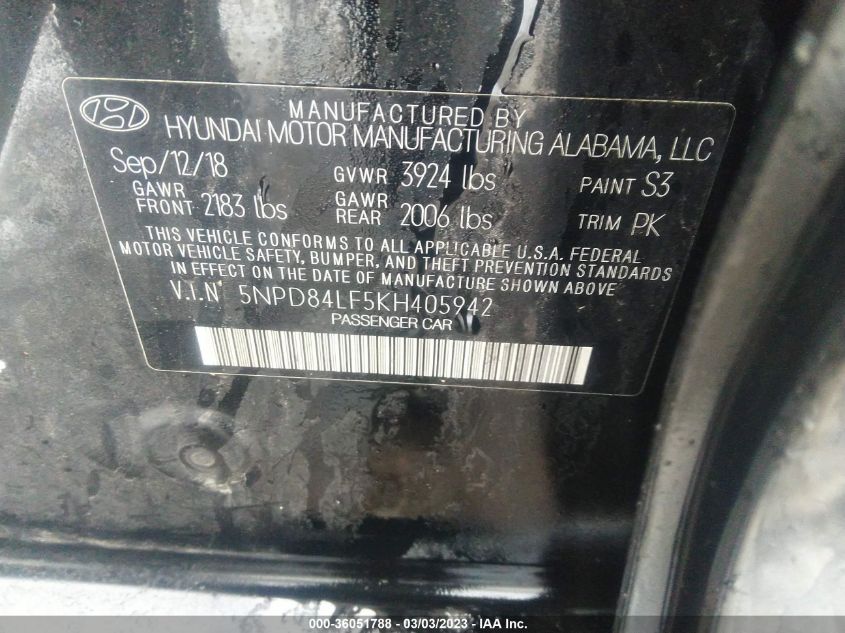 MANUFACTURED BY
HYUNDAI MOTOR MANUFACTURING ALABAMA, LLC
Sep/12/18 GVWR 3924 lbs PAINT S3
GAWR FRONT 2183 lbs GAWR REAR 2006 lbs TRIM PK
THIS VEHICLE CONFORMS TO ALL APPLICABLE U.S.A. FEDERAL
MOTOR VEHICLE SAFETY, BUMPER, AND THEFT PREVENTION STANDARDS
IN EFFECT ON THE DATE OF MANUFACTURE SHOWN ABOVE
V.I.N 5NPD84LF5KH405942
PASSENGER CAR
000-36051788 - 03/03/2023 - © IAA, Inc.